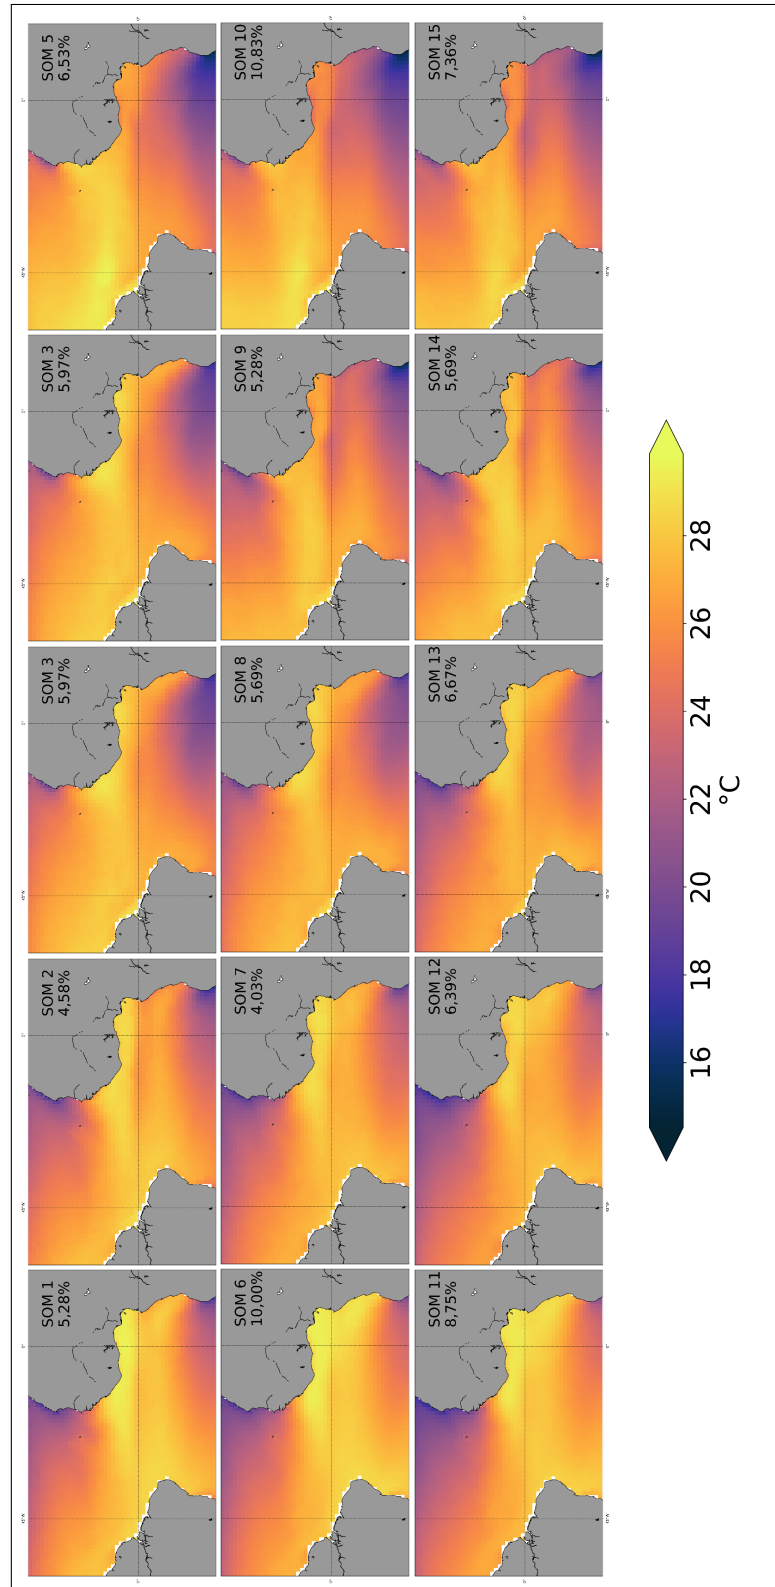 SOM 1
5,28%
SOM 2
4,58%
SOM 3
5,97%
SOM 3
5,97%
SOM 5
6,53%
SOM 6
10,00%
SOM 7
4,03%
SOM 8
5,69%
SOM 9
5,28%
SOM 10
10,83%
SOM 11
8,75%
SOM 12
6,39%
SOM 13
6,67%
SOM 14
5,69%
SOM 15
7,36%
16 18 20 22 24 26 28
°C